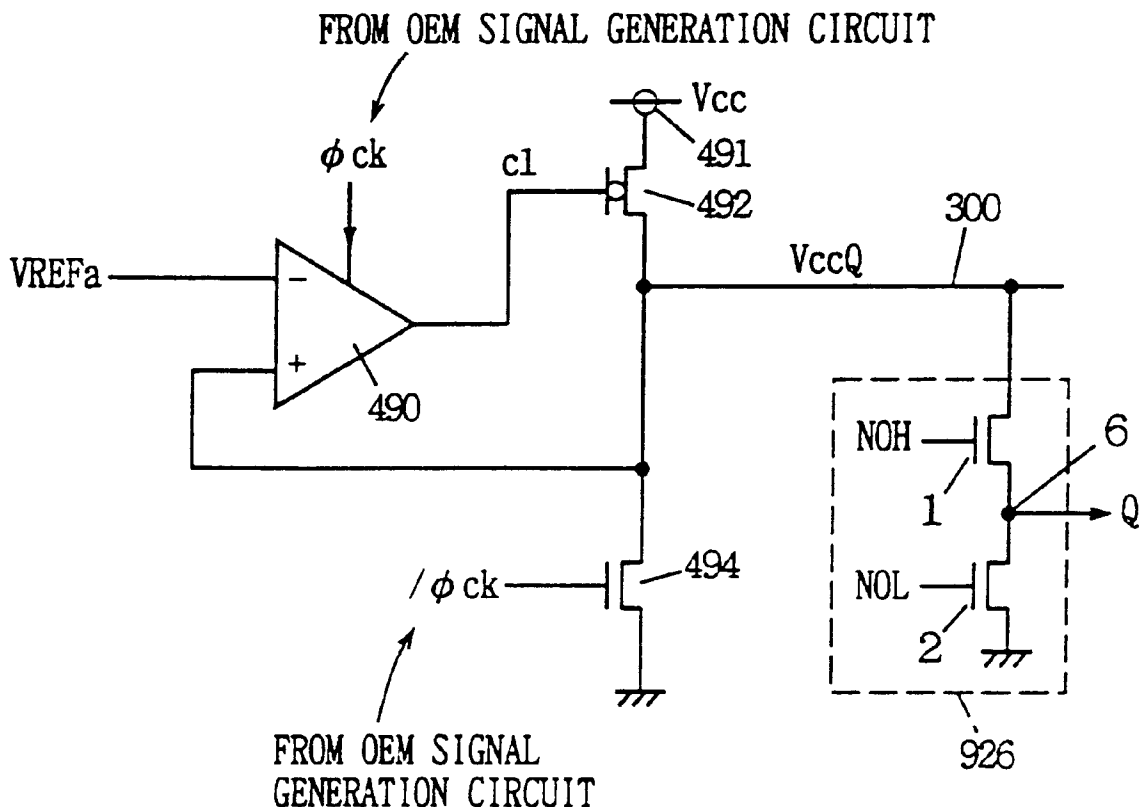 FROM OEM SIGNAL GENERATION CIRCUIT
Vcc
491
φck
c1
492
300
VREFa
−
VccQ
+
490
NOH
6
1
Q
/φck
494
NOL
2
FROM OEM SIGNAL
GENERATION CIRCUIT
926